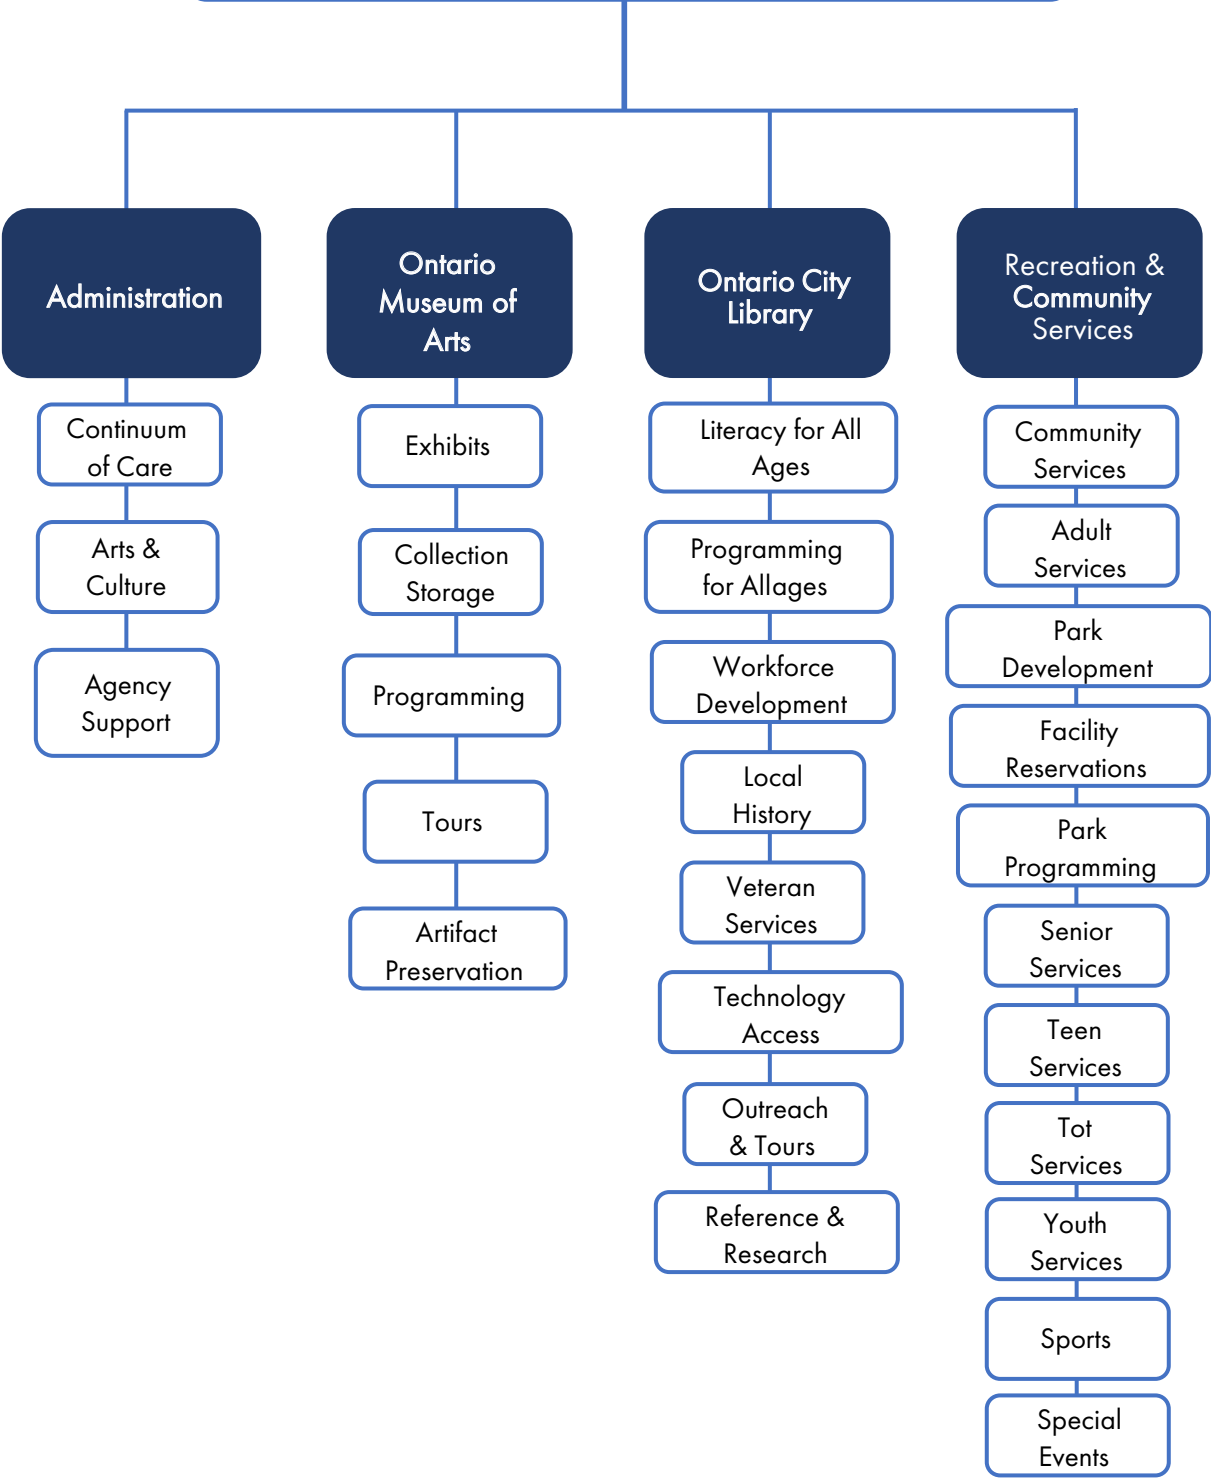 Administration
Ontario
Museum of
Arts
Ontario City
Library
Recreation &
Community
Services
Continuum
of Care
Arts &
Culture
Agency
Support
Exhibits
Collection
Storage
Programming
Tours
Artifact
Preservation
Literacy for All
Ages
Programming
for Allages
Workforce
Development
Local
History
Veteran
Services
Technology
Access
Outreach
& Tours
Reference &
Research
Community
Services
Adult
Services
Park
Development
Facility
Reservations
Park
Programming
Senior
Services
Teen
Services
Tot
Services
Youth
Services
Sports
Special
Events